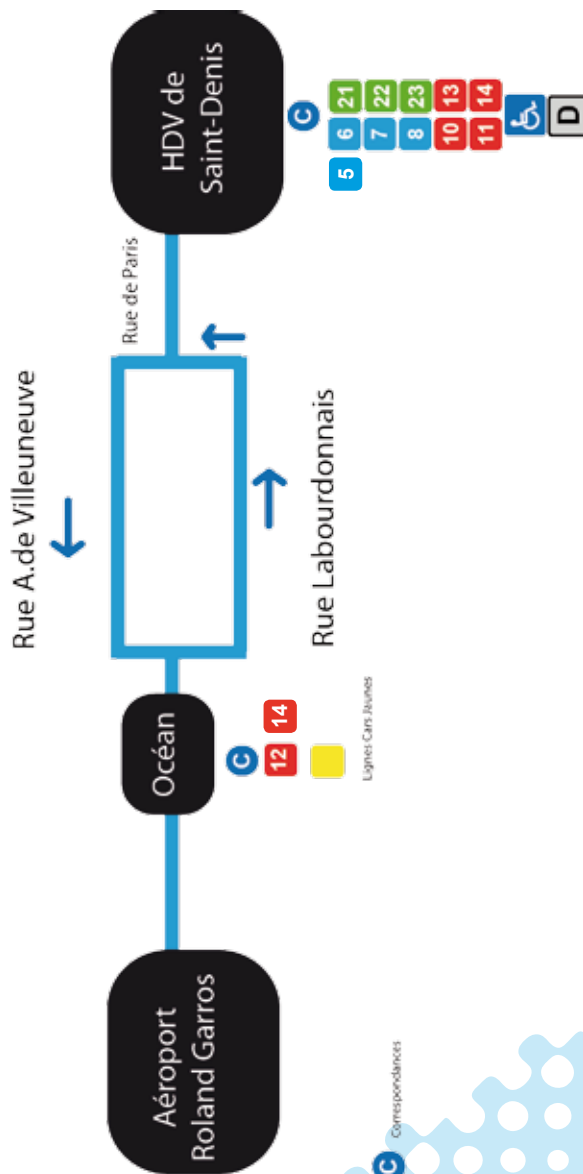 Rue A.de Villeuneuve
Rue de Paris
Aéroport
Roland Garros
Océan
HDV de
Saint-Denis
C
12 14
Lignes Cars Jaunes
Rue Labourdonnais
C
5 6 21
7 22
8 23
10 13
11 14
D
C Correspondances